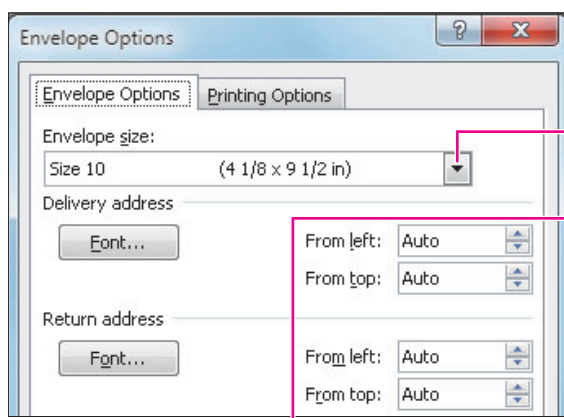 Envelope Options
Envelope Options Printing Options
Envelope size:
Size 10 (4 1/8 x 9 1/2 in)
Delivery address
Font... From left: Auto
From top: Auto
Return address
Font... From left: Auto
From top: Auto